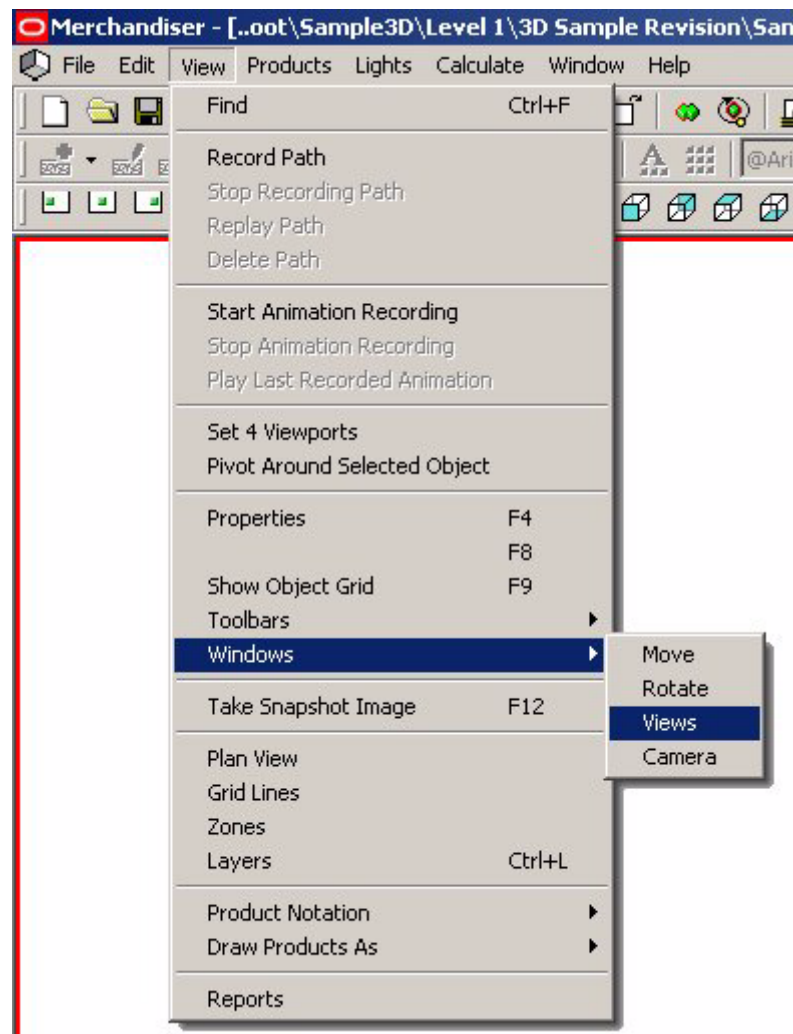 Merchandiser - [..oot\Sample3D\Level 1\3D Sample Revision\San
File Edit View Products Lights Calculate Window Help
@Ari
Find Ctrl+F
Record Path
Stop Recording Path
Replay Path
Delete Path
Start Animation Recording
Stop Animation Recording
Play Last Recorded Animation
Set 4 Viewports
Pivot Around Selected Object
Properties F4
F8
Show Object Grid F9
Toolbars
Windows
Move
Rotate
Views
Camera
Take Snapshot Image F12
Plan View
Grid Lines
Zones
Layers Ctrl+L
Product Notation
Draw Products As
Reports